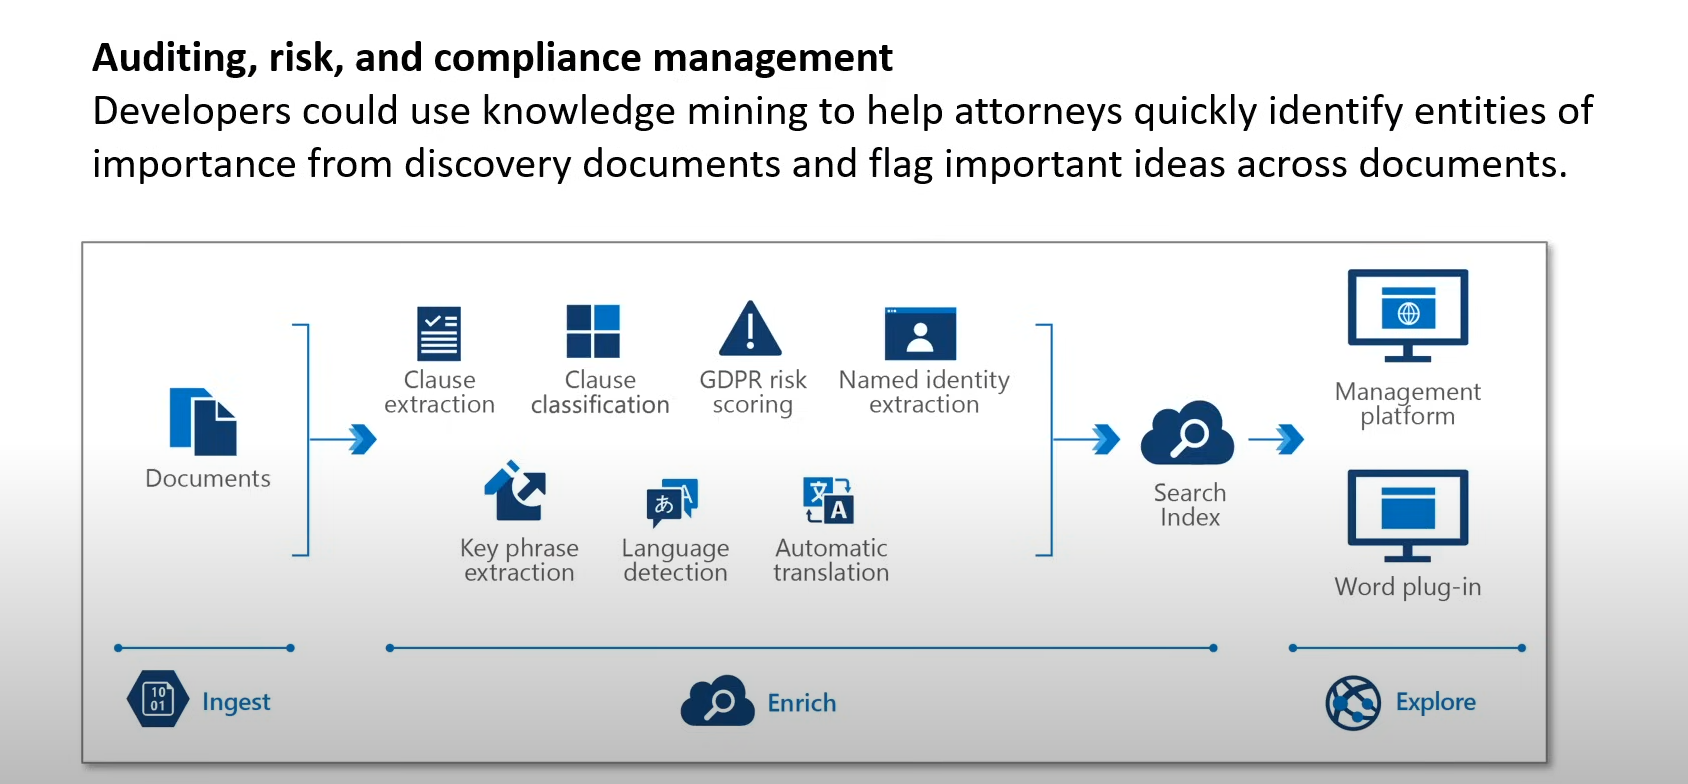 Auditing, risk, and compliance management
Developers could use knowledge mining to help attorneys quickly identify entities of
importance from discovery documents and flag important ideas across documents.
Documents
Clause
extraction
Clause
classification
GDPR risk
scoring
Named identity
extraction
Key phrase
extraction
あ A
Language
detection
文 A
Automatic
translation
Search
Index
Management
platform
Word plug-in
10
01
Ingest
Enrich
Explore